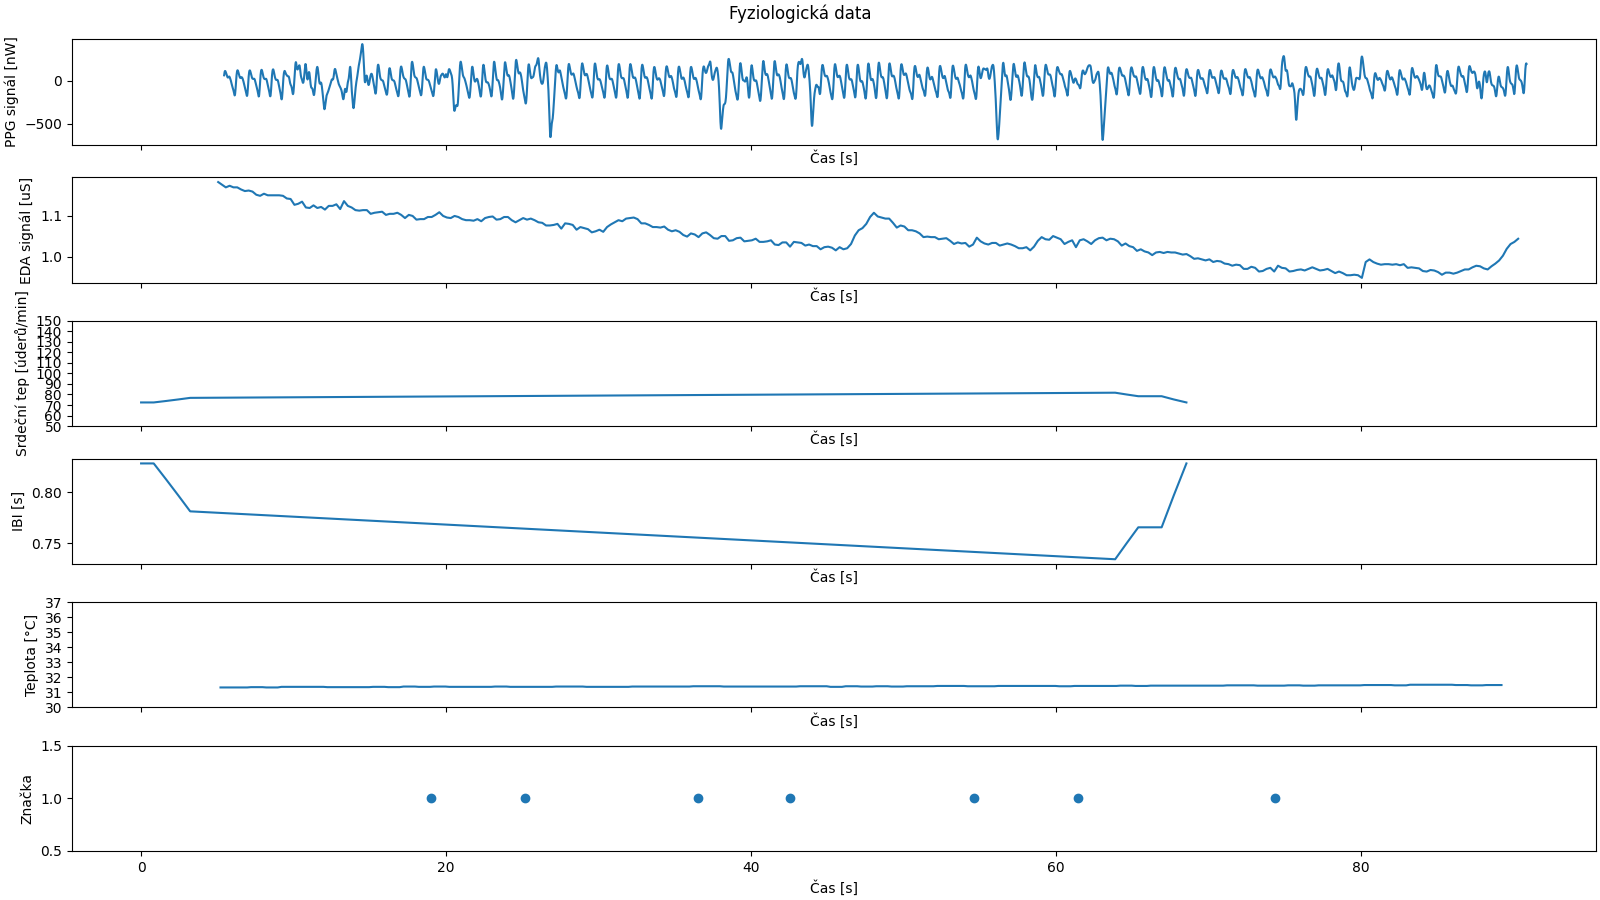 Fyziologická data
PPG signál [nW]
0
−500
Čas [s]
EDA signál [uS]
1.1
1.0
Čas [s]
Srdeční tep [úderů/min]
150
140
130
120
110
100
90
80
70
60
50
Čas [s]
IBI [s]
0.80
0.75
Čas [s]
Teplota [°C]
37
36
35
34
33
32
31
30
Čas [s]
Značka
1.5
1.0
0.5
0 20 40 60 80
Čas [s]